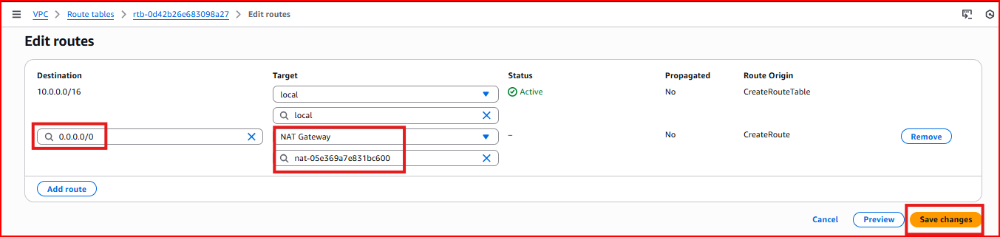 VPC > Route tables > rtb-0d42b26e683098a27 > Edit routes
Edit routes
Destination Target Status Propagated Route Origin
10.0.0.0/16 local Active No CreateRouteTable
local
0.0.0.0/0 NAT Gateway – No CreateRoute Remove
nat-05e369a7e831bc600
Add route
Cancel Preview Save changes